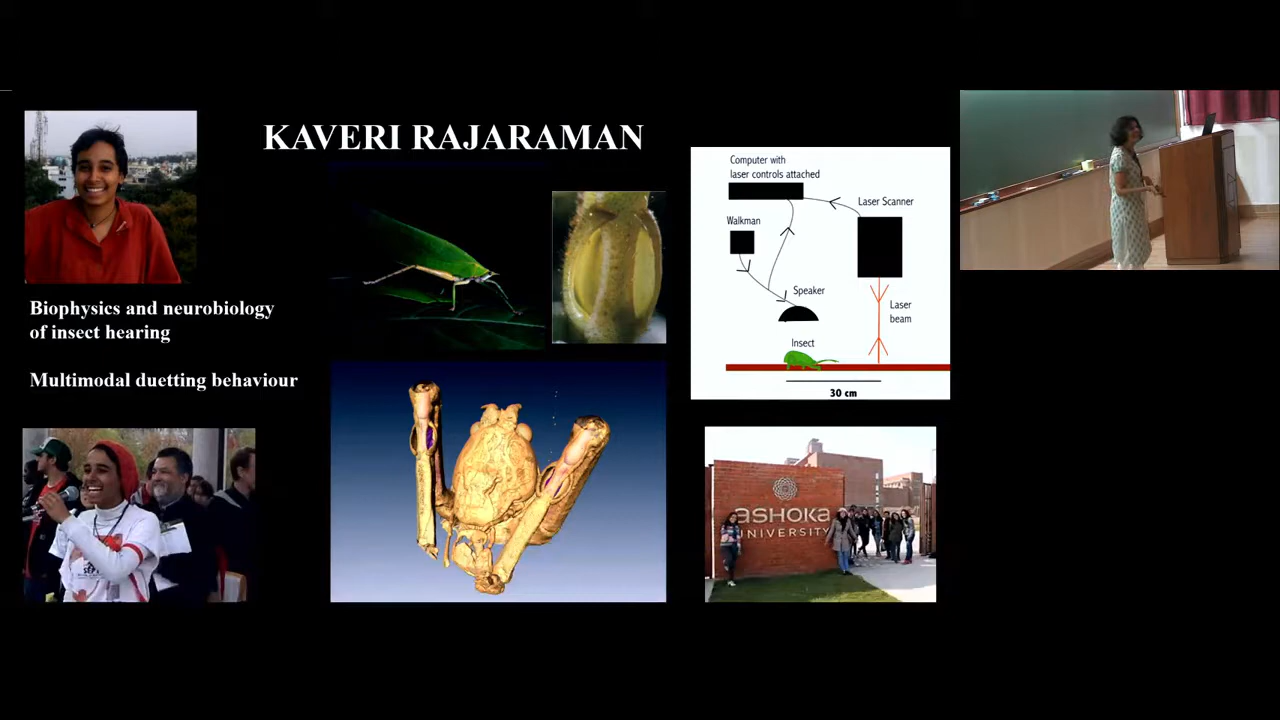 KAVERI RAJARAMAN
Biophysics and neurobiology
of insect hearing
Multimodal duetting behaviour
Computer with
laser controls attached
Walkman
Laser Scanner
Speaker
Laser
beam
Insect
30 cm
ASHOKA
UNIVERSITY